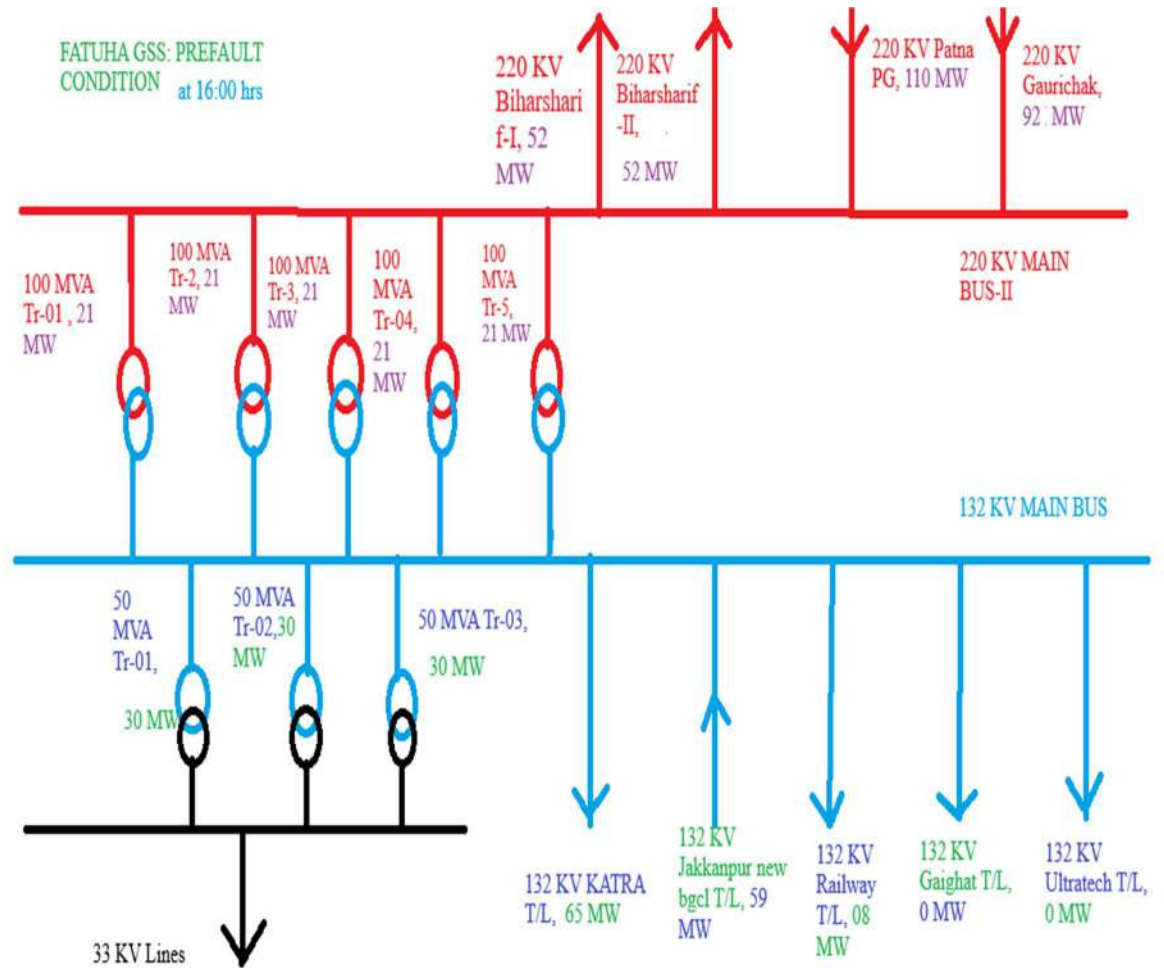 FATUHA GSS: PREFAULT
CONDITION at 16:00 hrs
220 KV
Biharshari
f-I, 52
MW
220 KV
Biharsharif
-II,
52 MW
220 KV Patna
PG, 110 MW
220 KV
Gaurichak,
92 . MW
100 MVA
Tr-01 , 21
MW
100 MVA
Tr-2, 21
MW
100 MVA
Tr-3, 21
MW
100
MVA
Tr-04,
21
MW
100
MVA
Tr-5,
21 MW
220 KV MAIN
BUS-II
132 KV MAIN BUS
50
MVA
Tr-01,
30 MW
50 MVA
Tr-02,30
MW
50 MVA Tr-03,
30 MW
132 KV KATRA
T/L, 65 MW
132 KV
Jakkanpur new
bgcl T/L, 59
MW
132 KV
Railway
T/L, 08
MW
132 KV
Gaighat T/L,
0 MW
132 KV
Ultratech T/L,
0 MW
33 KV Lines